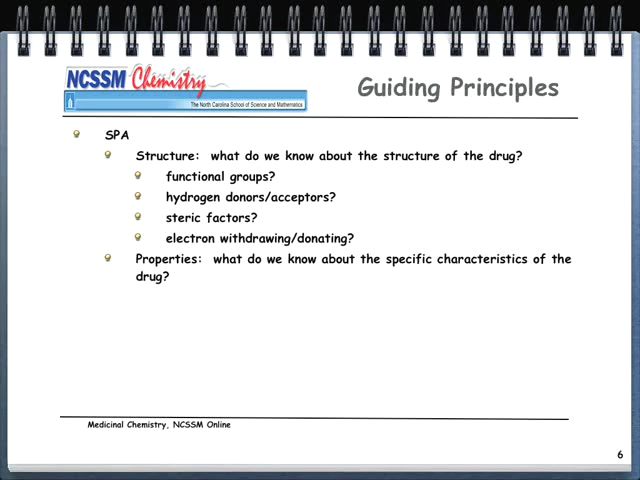 NCSSM Chemistry
The North Carolina School of Science and Mathematics
Guiding Principles
SPA
Structure: what do we know about the structure of the drug?
functional groups?
hydrogen donors/acceptors?
steric factors?
electron withdrawing/donating?
Properties: what do we know about the specific characteristics of the
drug?
Medicinal Chemistry, NCSSM Online
6